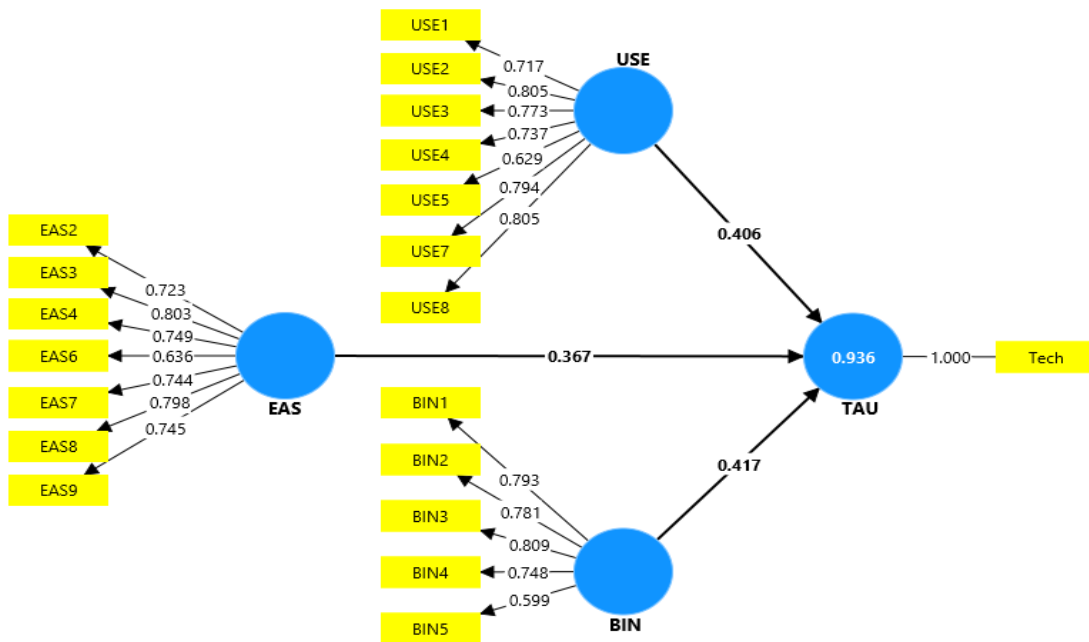 USE1
USE2
USE3
USE4
USE5
USE7
USE8
0.717
0.805
0.773
0.737
0.629
0.794
0.805
USE
0.406
EAS2
EAS3
EAS4
EAS6
EAS7
EAS8
EAS9
0.723
0.803
0.749
0.636
0.744
0.798
0.745
EAS
0.367
0.936
TAU
1.000
Tech
BIN1
BIN2
BIN3
BIN4
BIN5
0.793
0.781
0.809
0.748
0.599
BIN
0.417